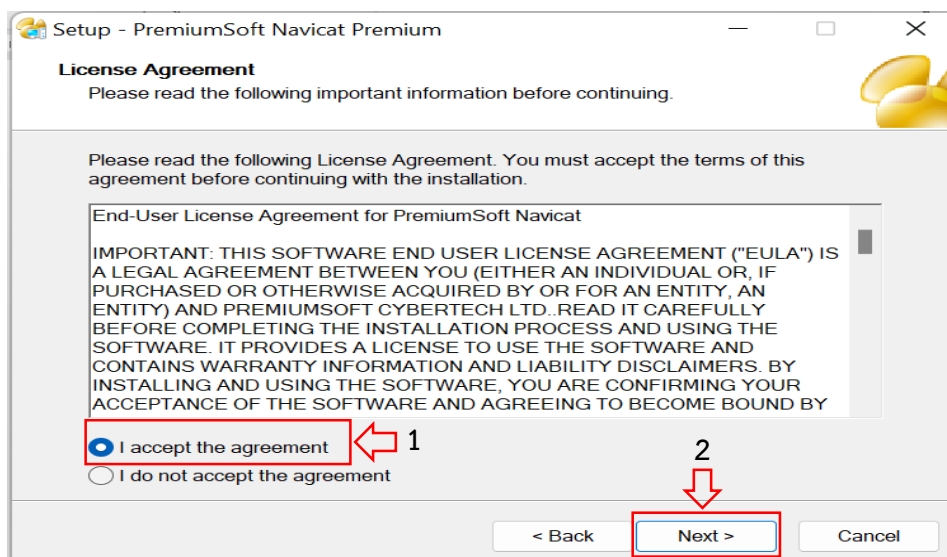 Setup - PremiumSoft Navicat Premium
License Agreement
Please read the following important information before continuing.
Please read the following License Agreement. You must accept the terms of this
agreement before continuing with the installation.
End-User License Agreement for PremiumSoft Navicat
IMPORTANT: THIS SOFTWARE END USER LICENSE AGREEMENT ("EULA") IS
A LEGAL AGREEMENT BETWEEN YOU (EITHER AN INDIVIDUAL OR, IF
PURCHASED OR OTHERWISE ACQUIRED BY OR FOR AN ENTITY, AN
ENTITY) AND PREMIUMSOFT CYBERTECH LTD..READ IT CAREFULLY
BEFORE COMPLETING THE INSTALLATION PROCESS AND USING THE
SOFTWARE. IT PROVIDES A LICENSE TO USE THE SOFTWARE AND
CONTAINS WARRANTY INFORMATION AND LIABILITY DISCLAIMERS. BY
INSTALLING AND USING THE SOFTWARE, YOU ARE CONFIRMING YOUR
ACCEPTANCE OF THE SOFTWARE AND AGREEING TO BECOME BOUND BY
I accept the agreement 1
I do not accept the agreement
2
< Back Next > Cancel